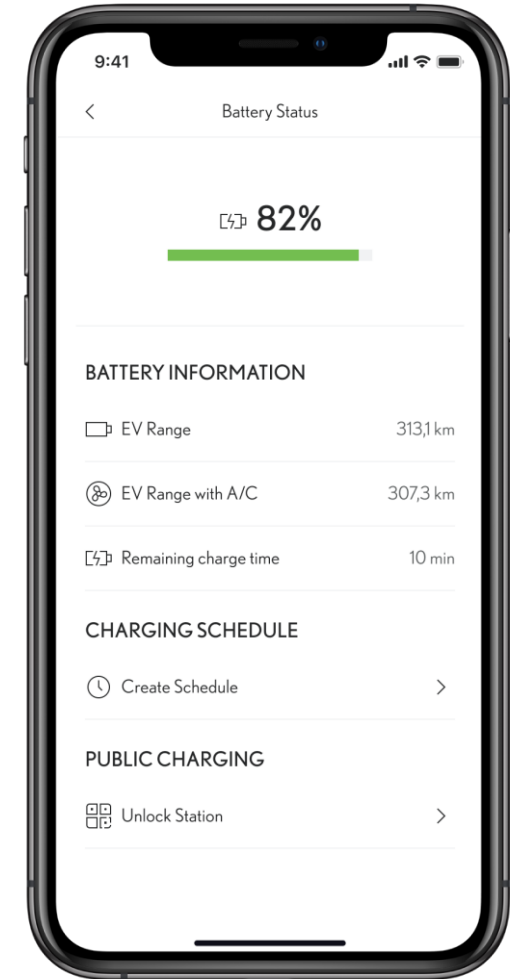 9:41
Battery Status
82%
BATTERY INFORMATION
EV Range 313,1 km
EV Range with A/C 307,3 km
Remaining charge time 10 min
CHARGING SCHEDULE
Create Schedule
PUBLIC CHARGING
Unlock Station